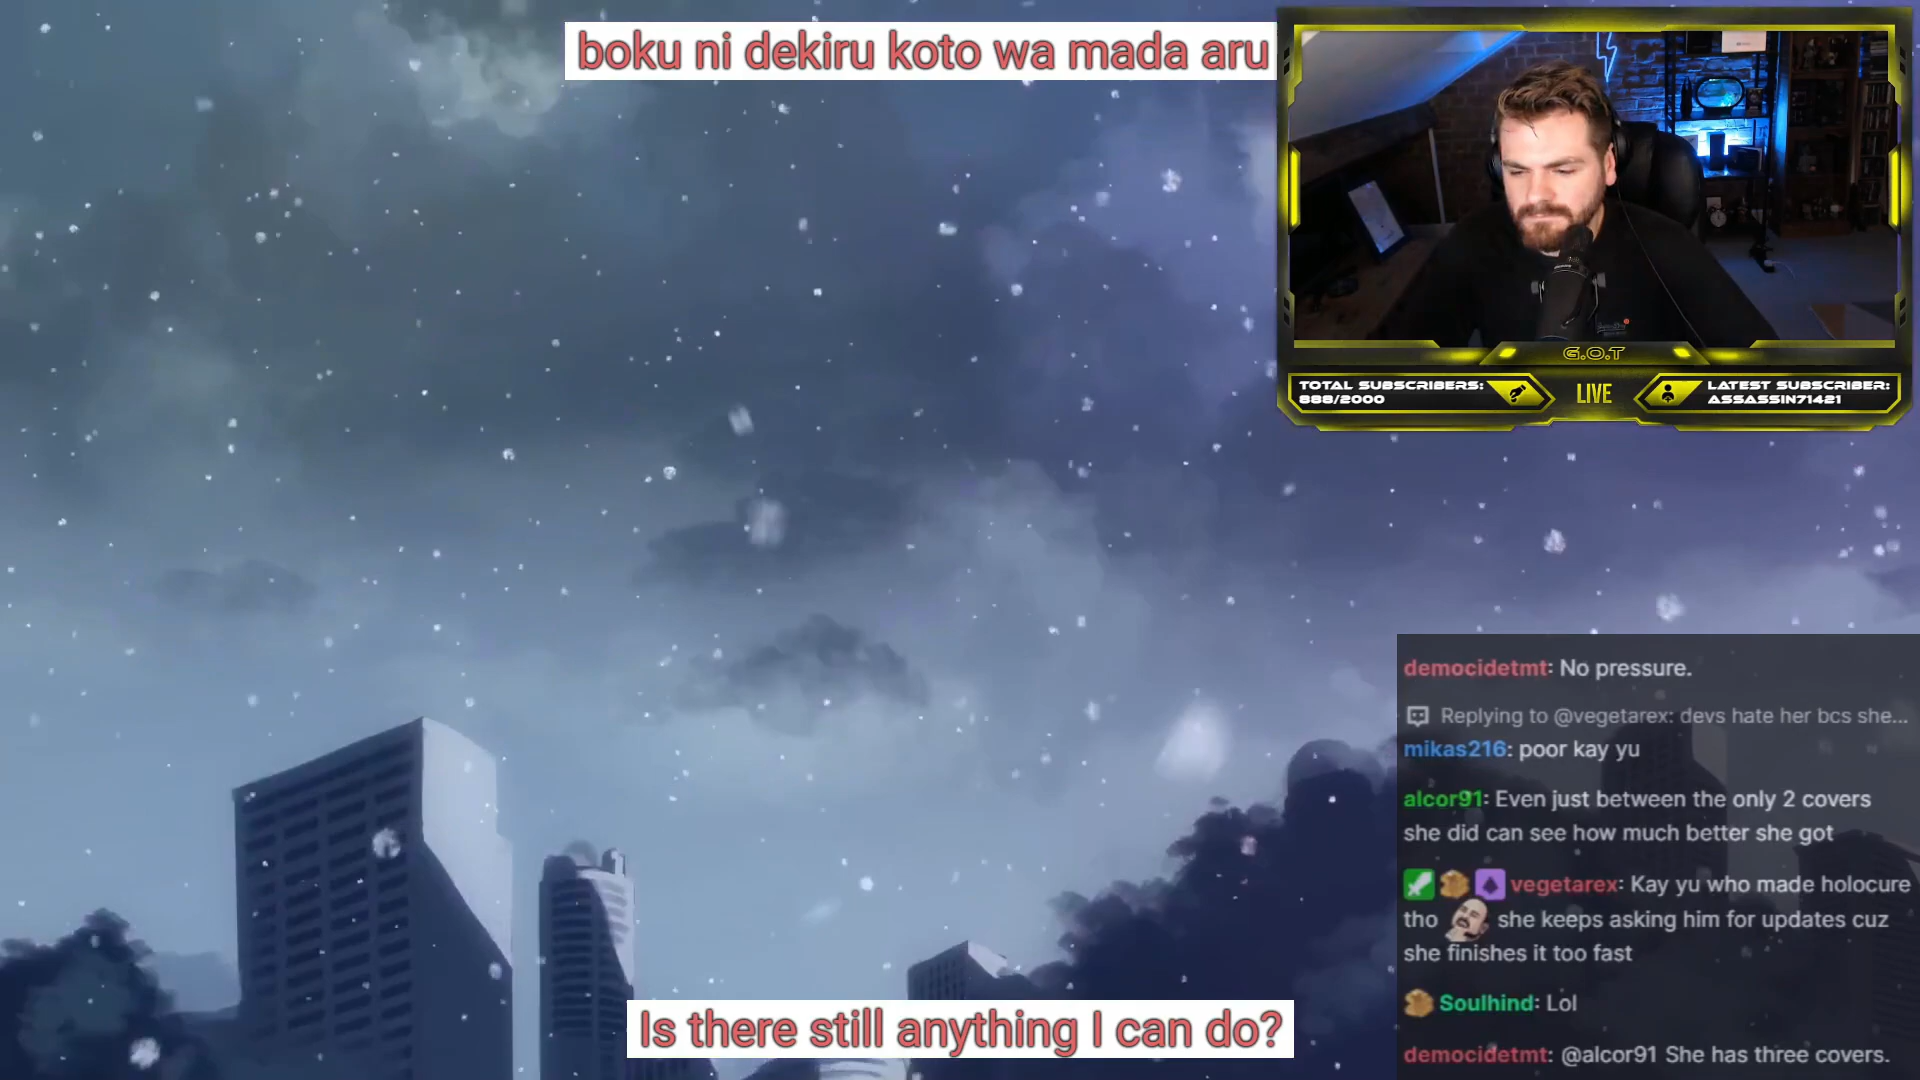 boku ni dekiru koto wa mada aru
G.O.T
TOTAL SUBSCRIBERS:
888/2000
LIVE
LATEST SUBSCRIBER:
ASSASSIN71421
democidetmt: No pressure.
Replying to @vegetarex: devs hate her bcs she...
mikas216: poor kay yu
alcor91: Even just between the only 2 covers
she did can see how much better she got
vegetarex: Kay yu who made holocure
tho she keeps asking him for updates cuz
she finishes it too fast
Soulhind: Lol
democidetmt: @alcor91 She has three covers.
Is there still anything I can do?